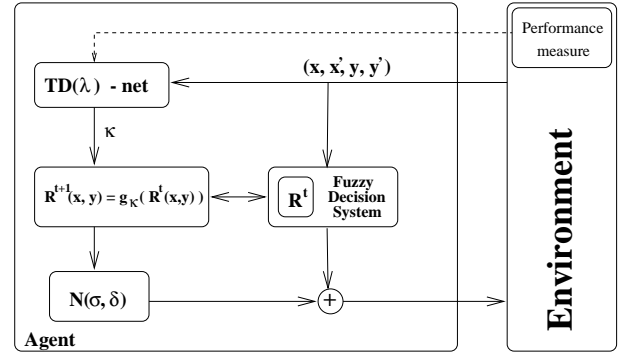 Performance
measure
(x, x', y, y')
TD(λ) - net
κ
R^{t+1}(x, y) = g_κ( R^t(x,y) )
R^t
Fuzzy
Decision
System
N(σ, δ)
+
Agent
Environment